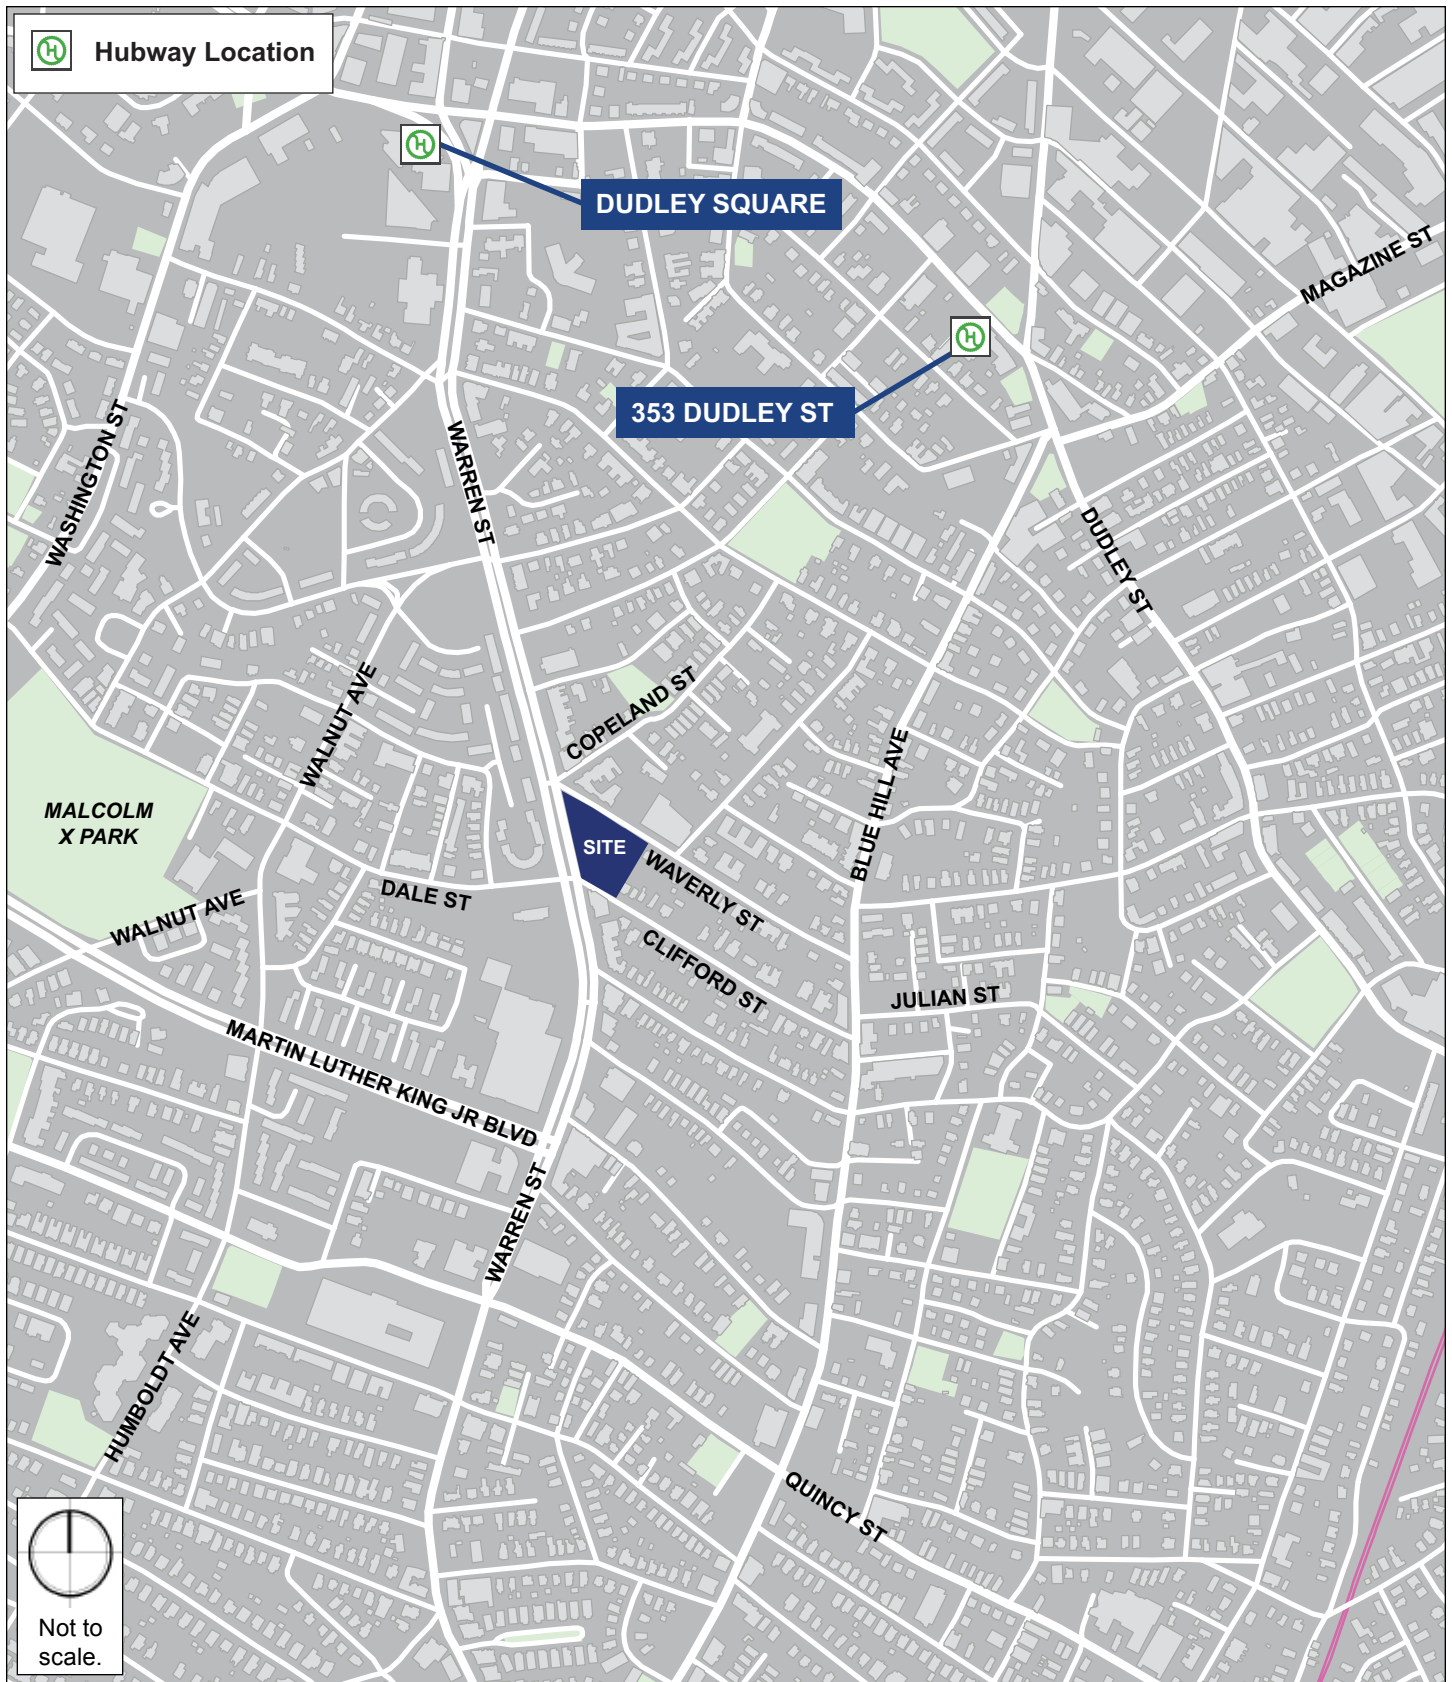 Hubway Location
DUDLEY SQUARE
MAGAZINE ST
353 DUDLEY ST
WASHINGTON ST
WARREN ST
DUDLEY ST
COPELAND ST
WALNUT AVE
BLUE HILL AVE
MALCOLM
X PARK
SITE
WAVERLY ST
DALE ST
WALNUT AVE
CLIFFORD ST
JULIAN ST
MARTIN LUTHER KING JR BLVD
WARREN ST
HUMBOLDT AVE
QUINCY ST
Not to
scale.